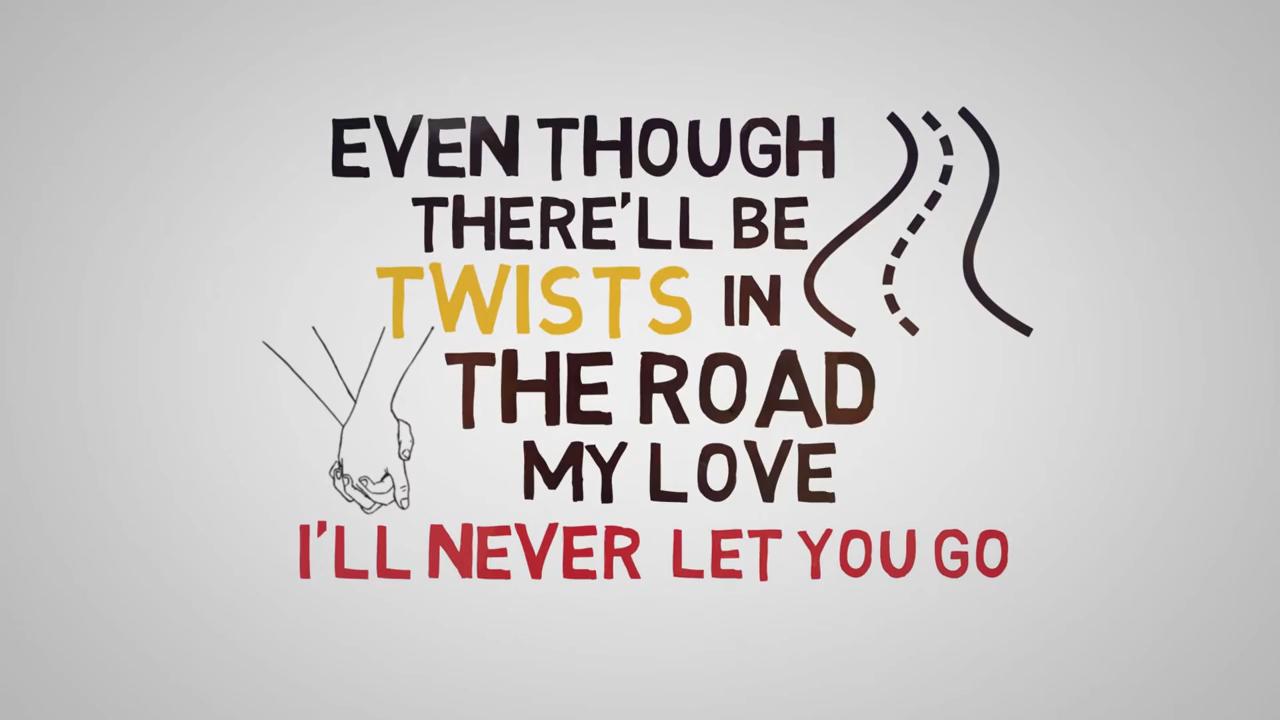 EVEN THOUGH
THERE'LL BE
TWISTS IN
THE ROAD
MY LOVE
I'LL NEVER LET YOU GO